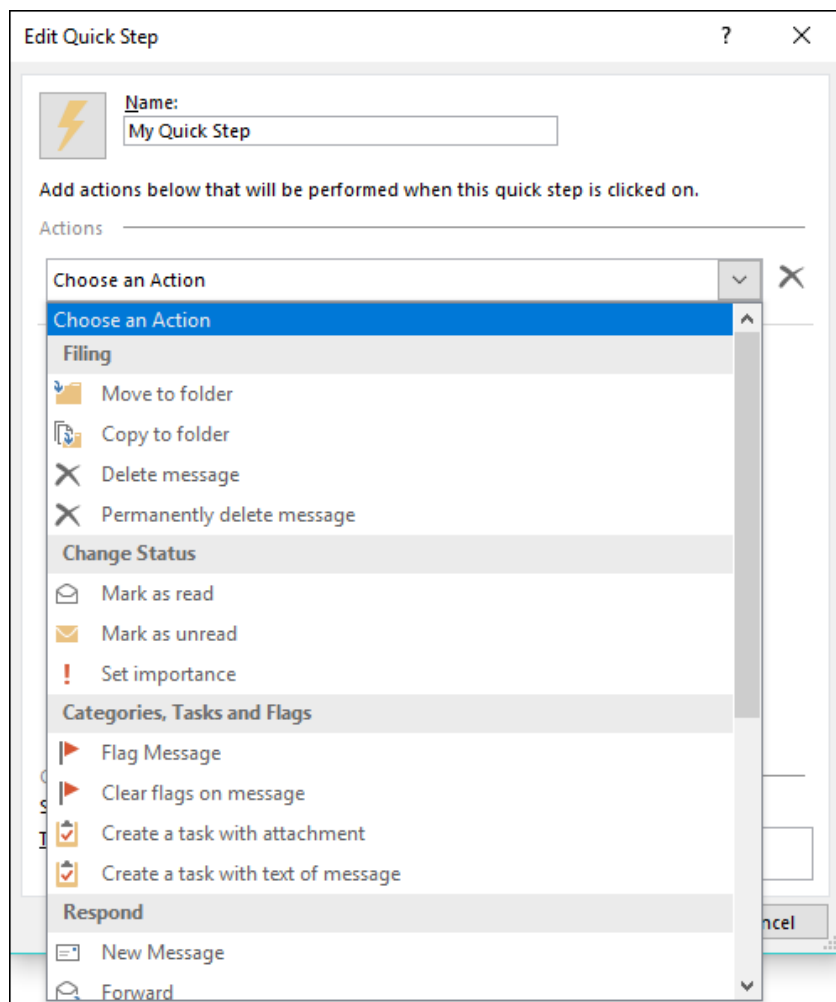 Edit Quick Step
Name:
My Quick Step
Add actions below that will be performed when this quick step is clicked on.
Actions
Choose an Action
Choose an Action
Filing
Move to folder
Copy to folder
Delete message
Permanently delete message
Change Status
Mark as read
Mark as unread
Set importance
Categories, Tasks and Flags
Flag Message
Clear flags on message
Create a task with attachment
Create a task with text of message
Respond
New Message
Forward